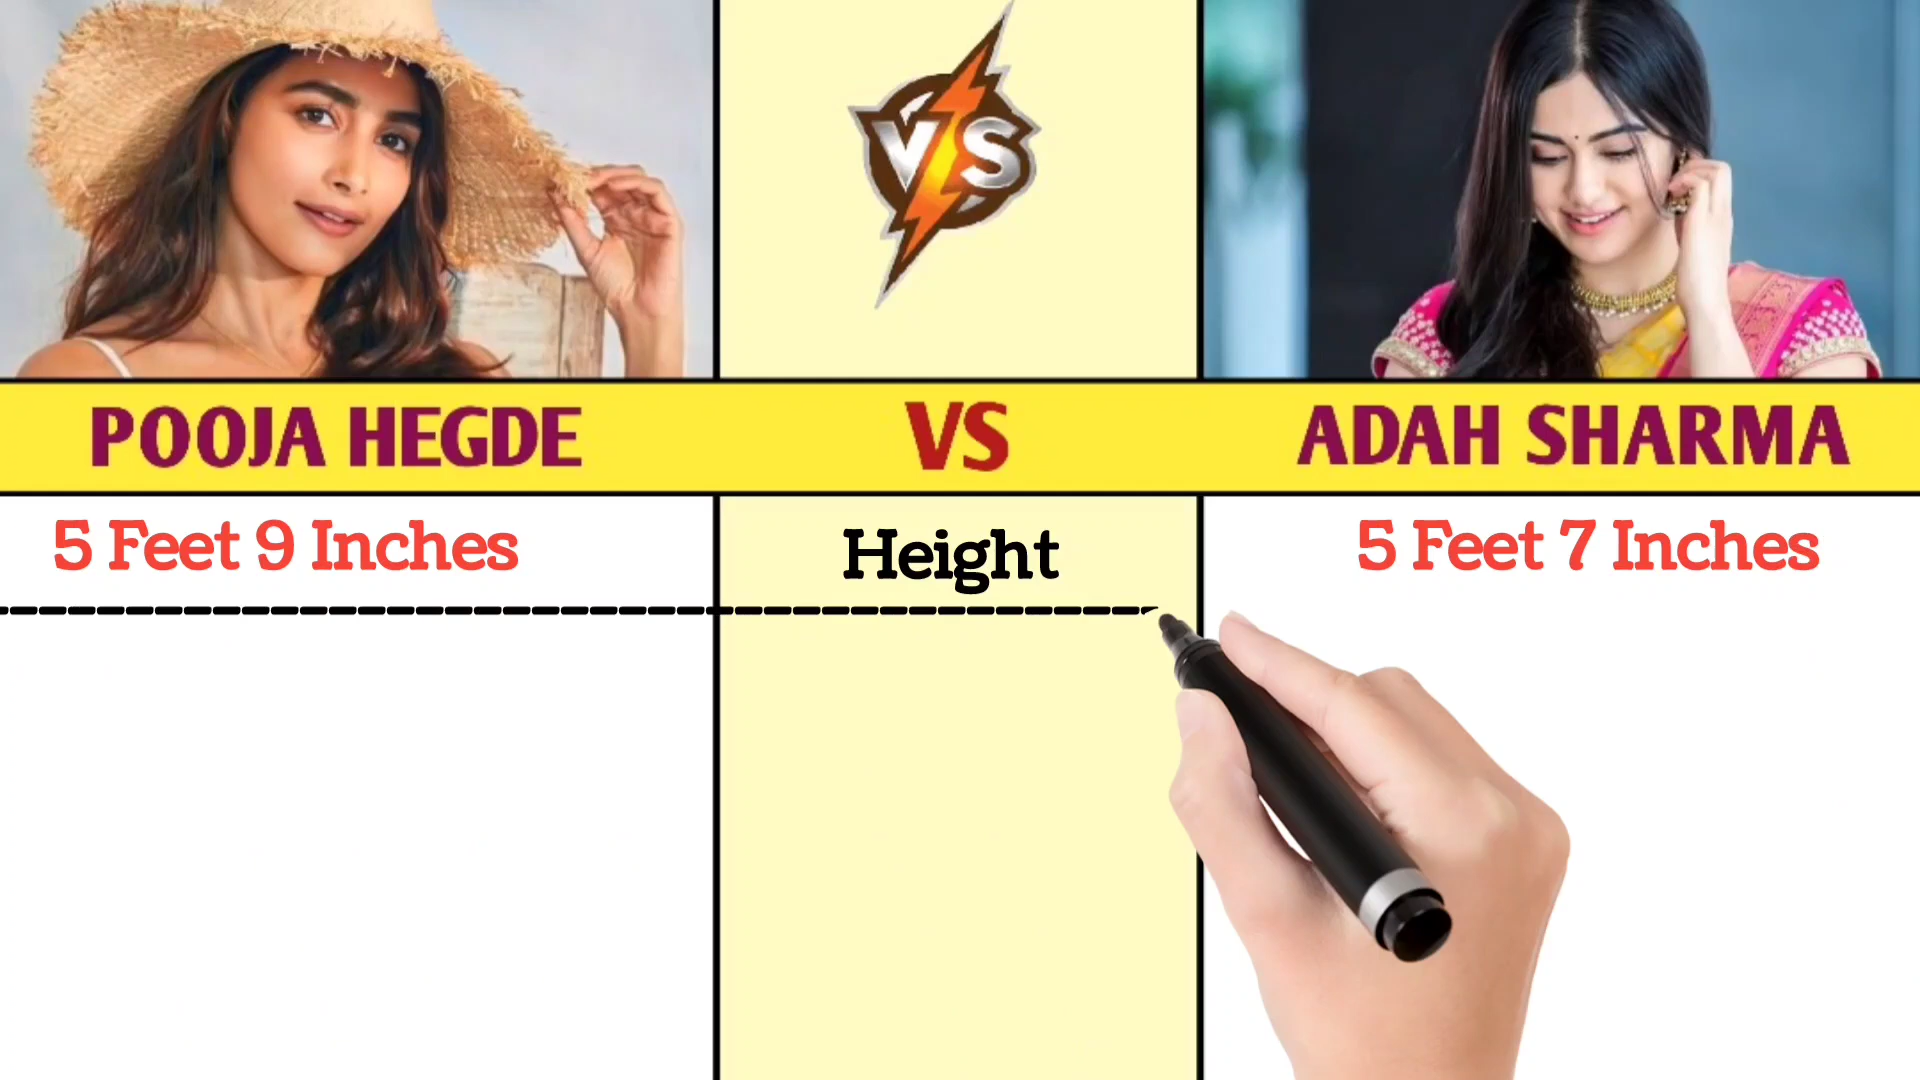 VS
POOJA HEGDE VS ADAH SHARMA
5 Feet 9 Inches Height 5 Feet 7 Inches